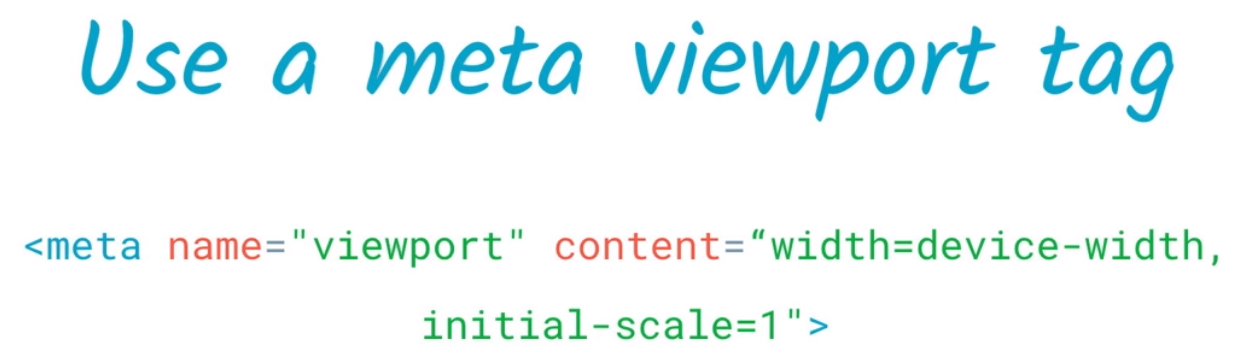 Use a meta viewport tag
<meta name="viewport" content=“width=device-width,
initial-scale=1">